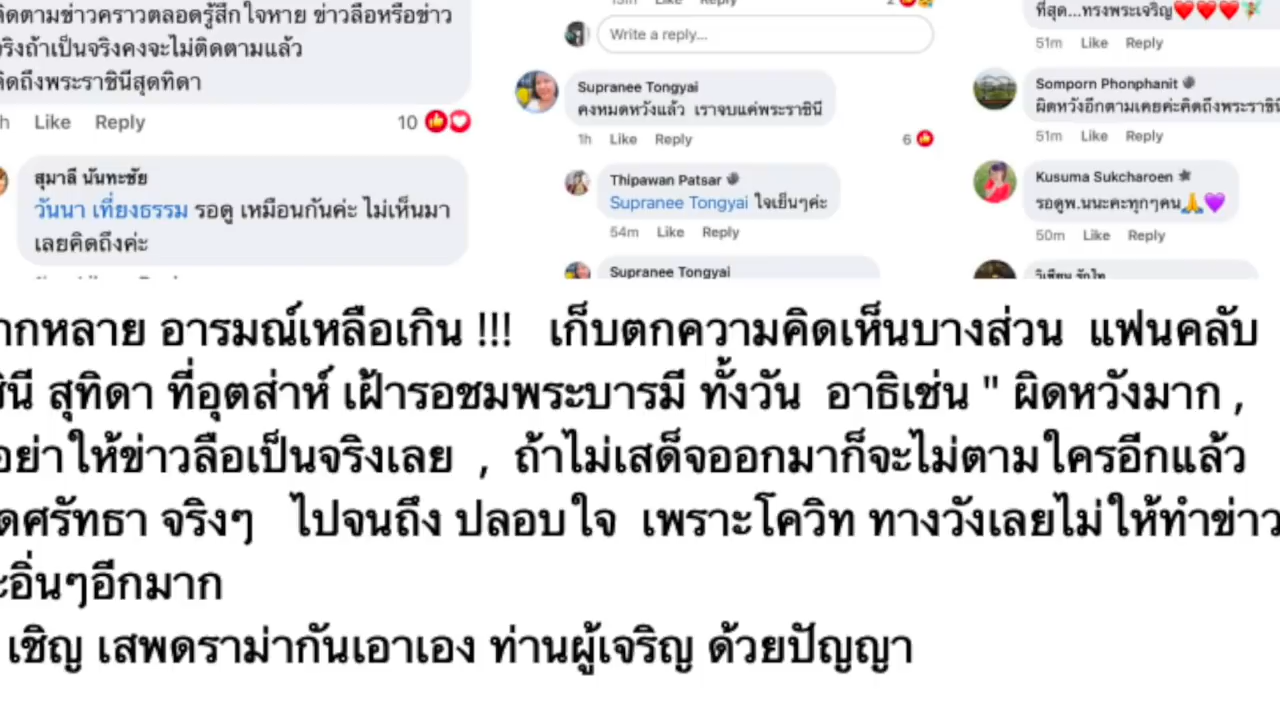 ติดตามข่าวคราวตลอดรู้สึกใจหาย ข่าวลือหรือข่าว
จริงถ้าเป็นจริงคงจะไม่ติดตามแล้ว
คิดถึงพระราชินีสุดทิดา
h Like Reply 10
สุมาลี นันทะชัย
วันนา เที่ยงธรรม รอดู เหมือนกันค่ะ ไม่เห็นมา
เลยคิดถึงค่ะ
Like Reply 2
Write a reply...
Supranee Tongyai
คงหมดหวังแล้ว เราจบแค่พระราชินี
1h Like Reply 6
Thipawan Patsar
Supranee Tongyai ใจเย็นๆค่ะ
54m Like Reply
Supranee Tongyai
ที่สุด...ทรงพระเจริญ❤️❤️❤️
51m Like Reply
Somporn Phonphanit
ผิดหวังอีกตามเคยค่ะคิดถึงพระราชินี
51m Like Reply
Kusuma Sukcharoen
รอดูพ.นนะคะทุกๆคน🙏💜
50m Like Reply
วิเชียน รักไท
ากหลาย อารมณ์เหลือเกิน !!! เก็บตกความคิดเห็นบางส่วน แฟนคลับ
ชินี สุทิดา ที่อุตส่าห์ เฝ้ารอชมพระบารมี ทั้งวัน อาธิเช่น " ผิดหวังมาก ,
อย่าให้ข่าวลือเป็นจริงเลย , ถ้าไม่เสด็จออกมาก็จะไม่ตามใครอีกแล้ว
ดศรัทธา จริงๆ ไปจนถึง ปลอบใจ เพราะโควิท ทางวังเลยไม่ให้ทำข่าว
ะอิ่นๆอีกมาก
เชิญ เสพดราม่ากันเอาเอง ท่านผู้เจริญ ด้วยปัญญา